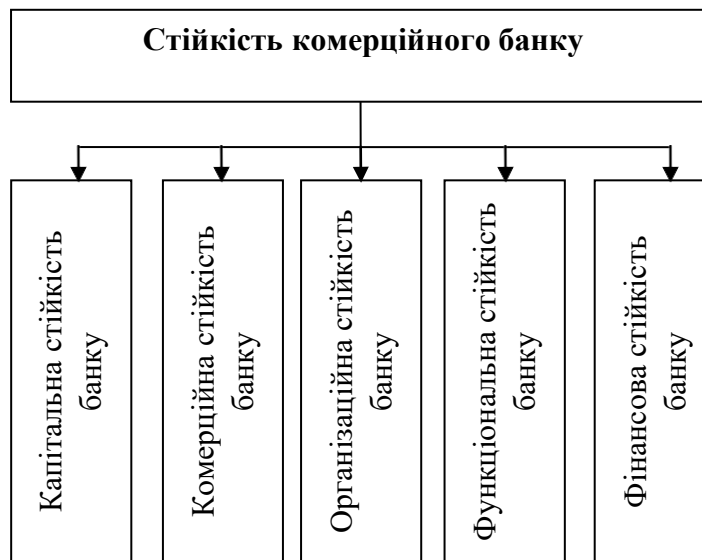 Стійкість комерційного банку
Капітальна стійкість
банку
Комерційна стійкість
банку
Організаційна стійкість
банку
Функціональна стійкість
банку
Фінансова стійкість
банку